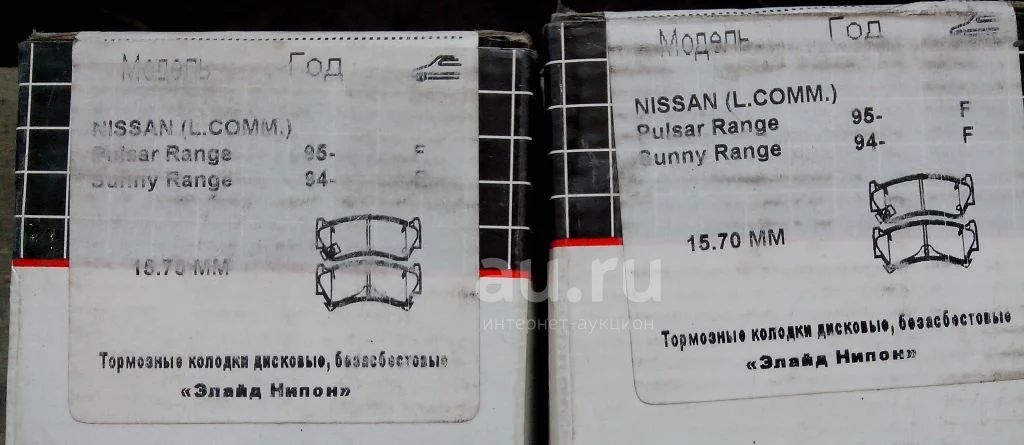 Модель Год
NISSAN (L.COMM.)
Pulsar Range 95- F
Sunny Range 94- F
15.70 MM
Тормозные колодки дисковые, безасбестовые
«Элайд Нипон»
Модель Год
NISSAN (L.COMM.)
Pulsar Range 95- F
Sunny Range 94- F
15.70 MM
Тормозные колодки дисковые, безасбестовые
«Элайд Нипон»
au.ru
интернет-аукцион